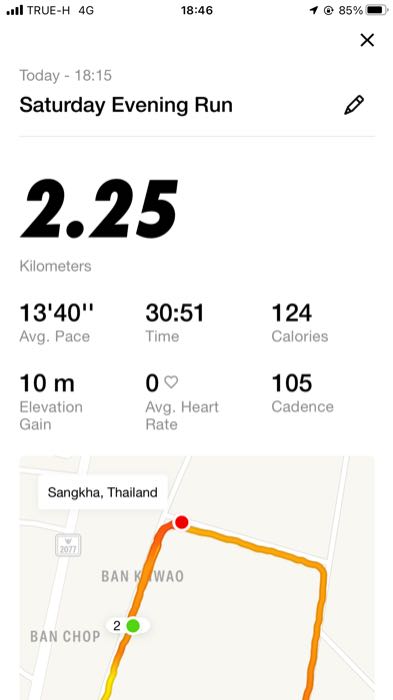 TRUE-H 4G 18:46 85%
Today - 18:15
Saturday Evening Run
2.25
Kilometers
13'40'' 30:51 124
Avg. Pace Time Calories
10 m 0 105
Elevation Gain Avg. Heart Rate Cadence
Sangkha, Thailand
2077
BAN K WAO
2
BAN CHOP